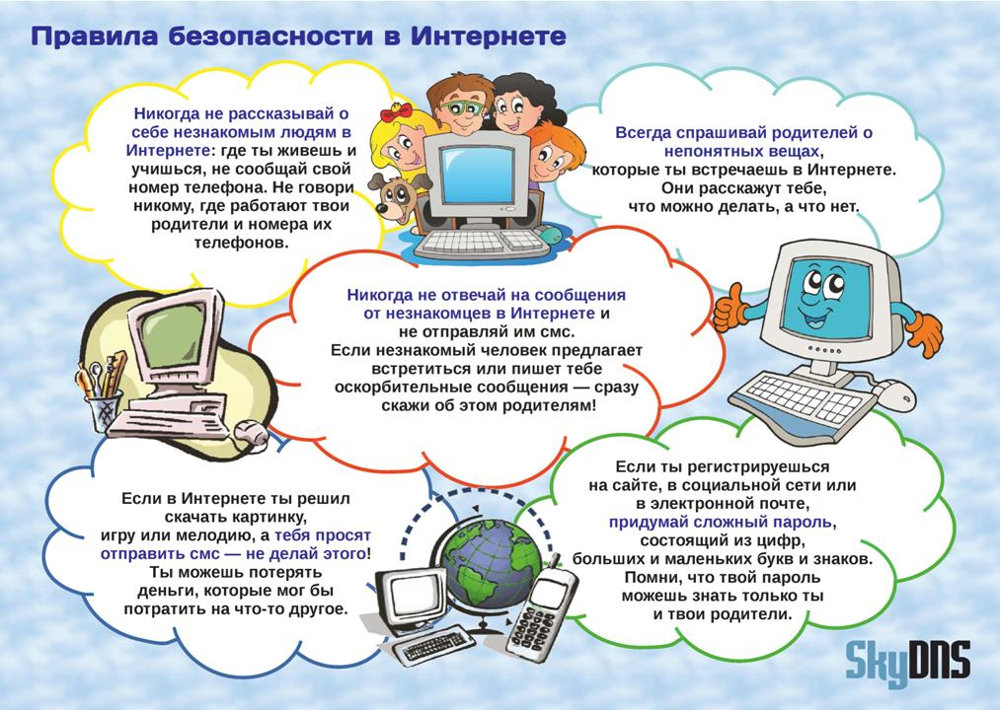 Правила безопасности в Интернете
Никогда не рассказывай о
себе незнакомым людям в
Интернете: где ты живешь и
учишься, не сообщай свой
номер телефона. Не говори
никому, где работают твои
родители и номера их
телефонов.
Всегда спрашивай родителей о
непонятных вещах,
которые ты встречаешь в Интернете.
Они расскажут тебе,
что можно делать, а что нет.
Никогда не отвечай на сообщения
от незнакомцев в Интернете и
не отправляй им смс.
Если незнакомый человек предлагает
встретиться или пишет тебе
оскорбительные сообщения — сразу
скажи об этом родителям!
Если в Интернете ты решил
скачать картинку,
игру или мелодию, а тебя просят
отправить смс — не делай этого!
Ты можешь потерять
деньги, которые мог бы
потратить на что-то другое.
Если ты регистрируешься
на сайте, в социальной сети или
в электронной почте,
придумай сложный пароль,
состоящий из цифр,
больших и маленьких букв и знаков.
Помни, что твой пароль
можешь знать только ты
и твои родители.
SkyDNS